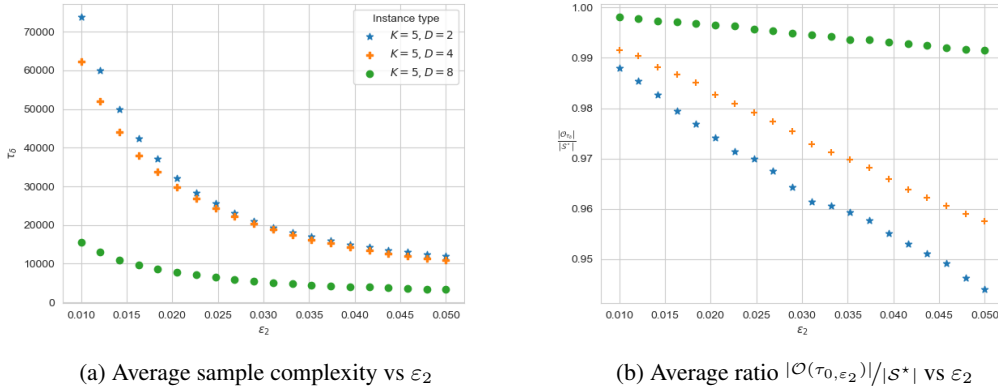 70000
60000
50000
40000
30000
20000
10000
0
τδ
Instance type
K = 5, D = 2
K = 5, D = 4
K = 5, D = 8
0.010 0.015 0.020 0.025 0.030 0.035 0.040 0.045 0.050
ε₂
(a) Average sample complexity vs ε₂
1.00
0.99
0.98
0.97
0.96
0.95
|𝒪τδ|
|𝒮⋆|
0.010 0.015 0.020 0.025 0.030 0.035 0.040 0.045 0.050
ε₂
(b) Average ratio |𝒪(τ₀,ε₂)|/|𝒮⋆| vs ε₂